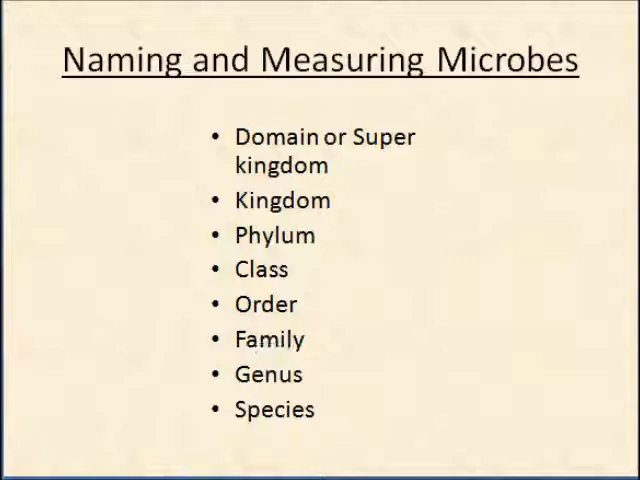 Naming and Measuring Microbes
• Domain or Super
kingdom
• Kingdom
• Phylum
• Class
• Order
• Family
• Genus
• Species